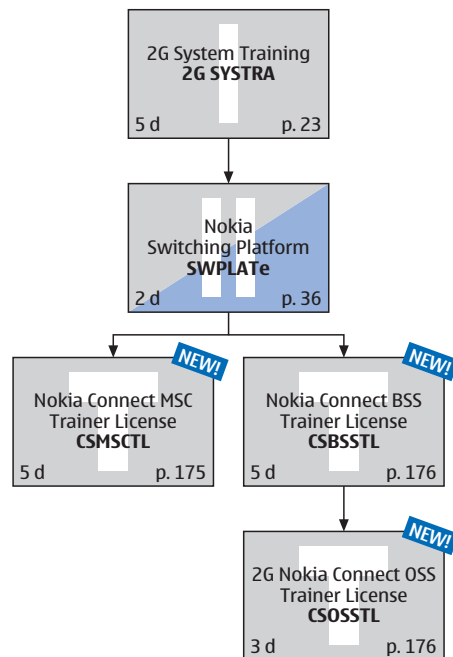 2G System Training
2G SYSTRA
5 d p. 23
Nokia
Switching Platform
SWPLATe
2 d p. 36
NEW!
Nokia Connect MSC
Trainer License
CSMSCTL
5 d p. 175
NEW!
Nokia Connect BSS
Trainer License
CSBSSTL
5 d p. 176
NEW!
2G Nokia Connect OSS
Trainer License
CSOSSTL
3 d p. 176